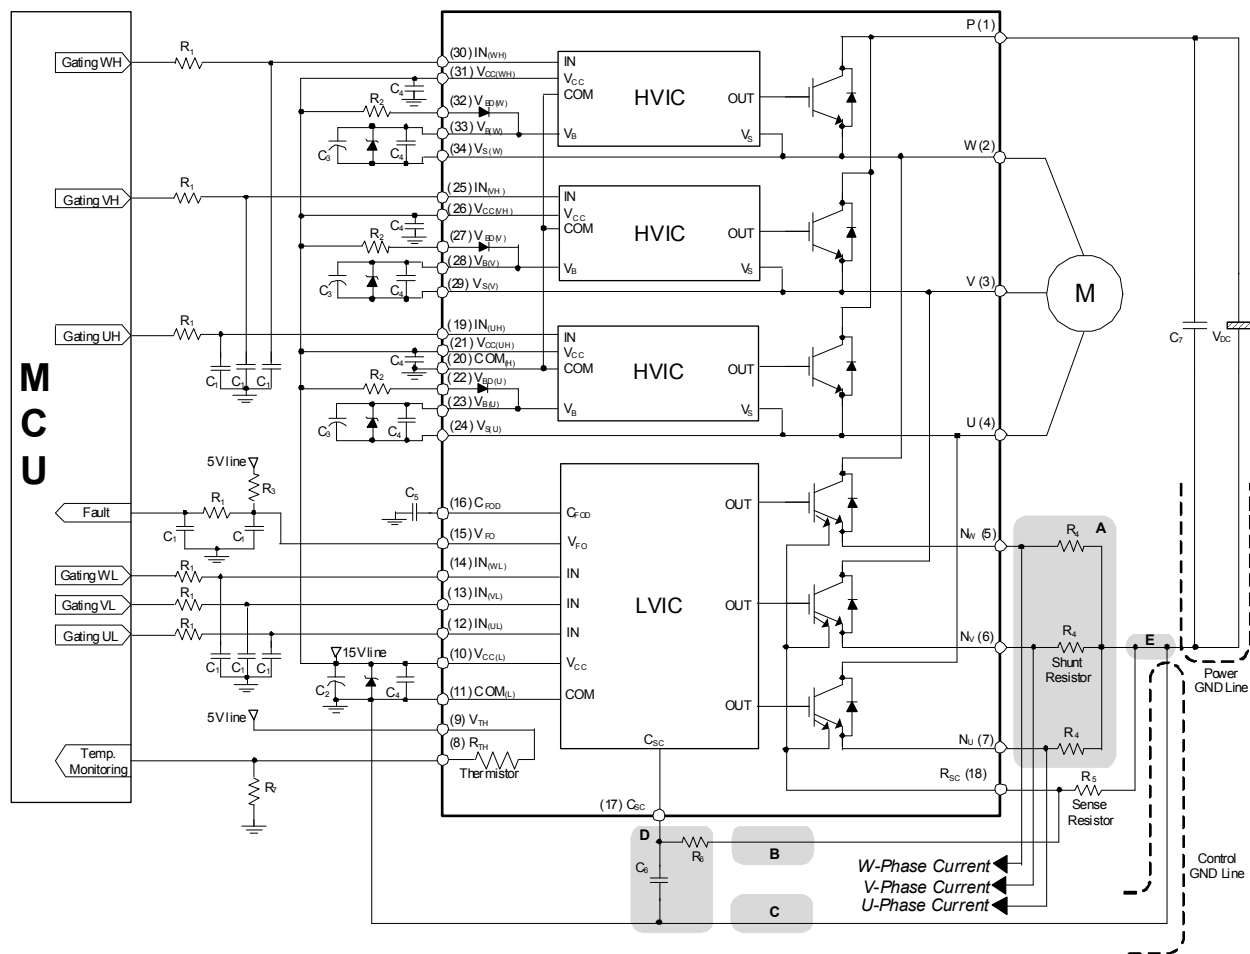 MCU
Gating WH
R1
(30) IN(WH)
IN
P (1)
(31) VCC(WH)
VCC
C4
COM
HVIC
OUT
R2
(32) VBD(W)
(33) VB(W)
VB
VS
C3
C4
(34) VS(W)
W (2)
Gating VH
R1
(25) IN(VH)
IN
(26) VCC(VH)
VCC
C4
COM
HVIC
OUT
R2
(27) VBD(V)
(28) VB(V)
VB
VS
C3
C4
(29) VS(V)
V (3)
M
C7
VDC
Gating UH
R1
(19) IN(UH)
IN
(21) VCC(UH)
VCC
C4
(20) COM(H)
COM
HVIC
OUT
C1
C1
C1
R2
(22) VBD(U)
(23) VB(U)
VB
VS
C3
C4
(24) VS(U)
U (4)
5V line
R3
Fault
R1
C1
C1
C5
(16) CFOD
CFOD
OUT
(15) VFO
VFO
NW (5)
R4
A
Gating WL
R1
(14) IN(WL)
IN
Gating VL
R1
(13) IN(VL)
IN
LVIC
OUT
Gating UL
R1
(12) IN(UL)
IN
NV (6)
R4
Shunt
Resistor
E
Power
GND Line
C1
C1
C1
15V line
(10) VCC(L)
VCC
C2
C4
(11) COM(L)
COM
OUT
5V line
(9) VTH
CSC
NU (7)
R4
Temp.
Monitoring
(8) RTH
Thermistor
R7
RSC (18)
R5
Sense
Resistor
(17) CSC
D
R6
B
C6
C
W-Phase Current
V-Phase Current
U-Phase Current
Control
GND Line